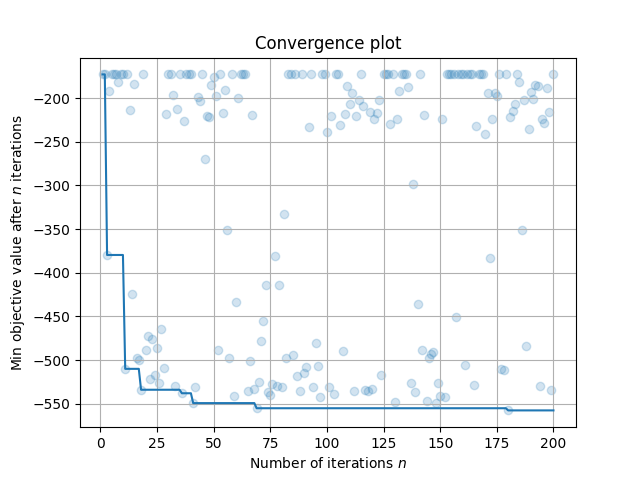 Convergence plot
Min objective value after n iterations
−200
−250
−300
−350
−400
−450
−500
−550
0 25 50 75 100 125 150 175 200
Number of iterations n